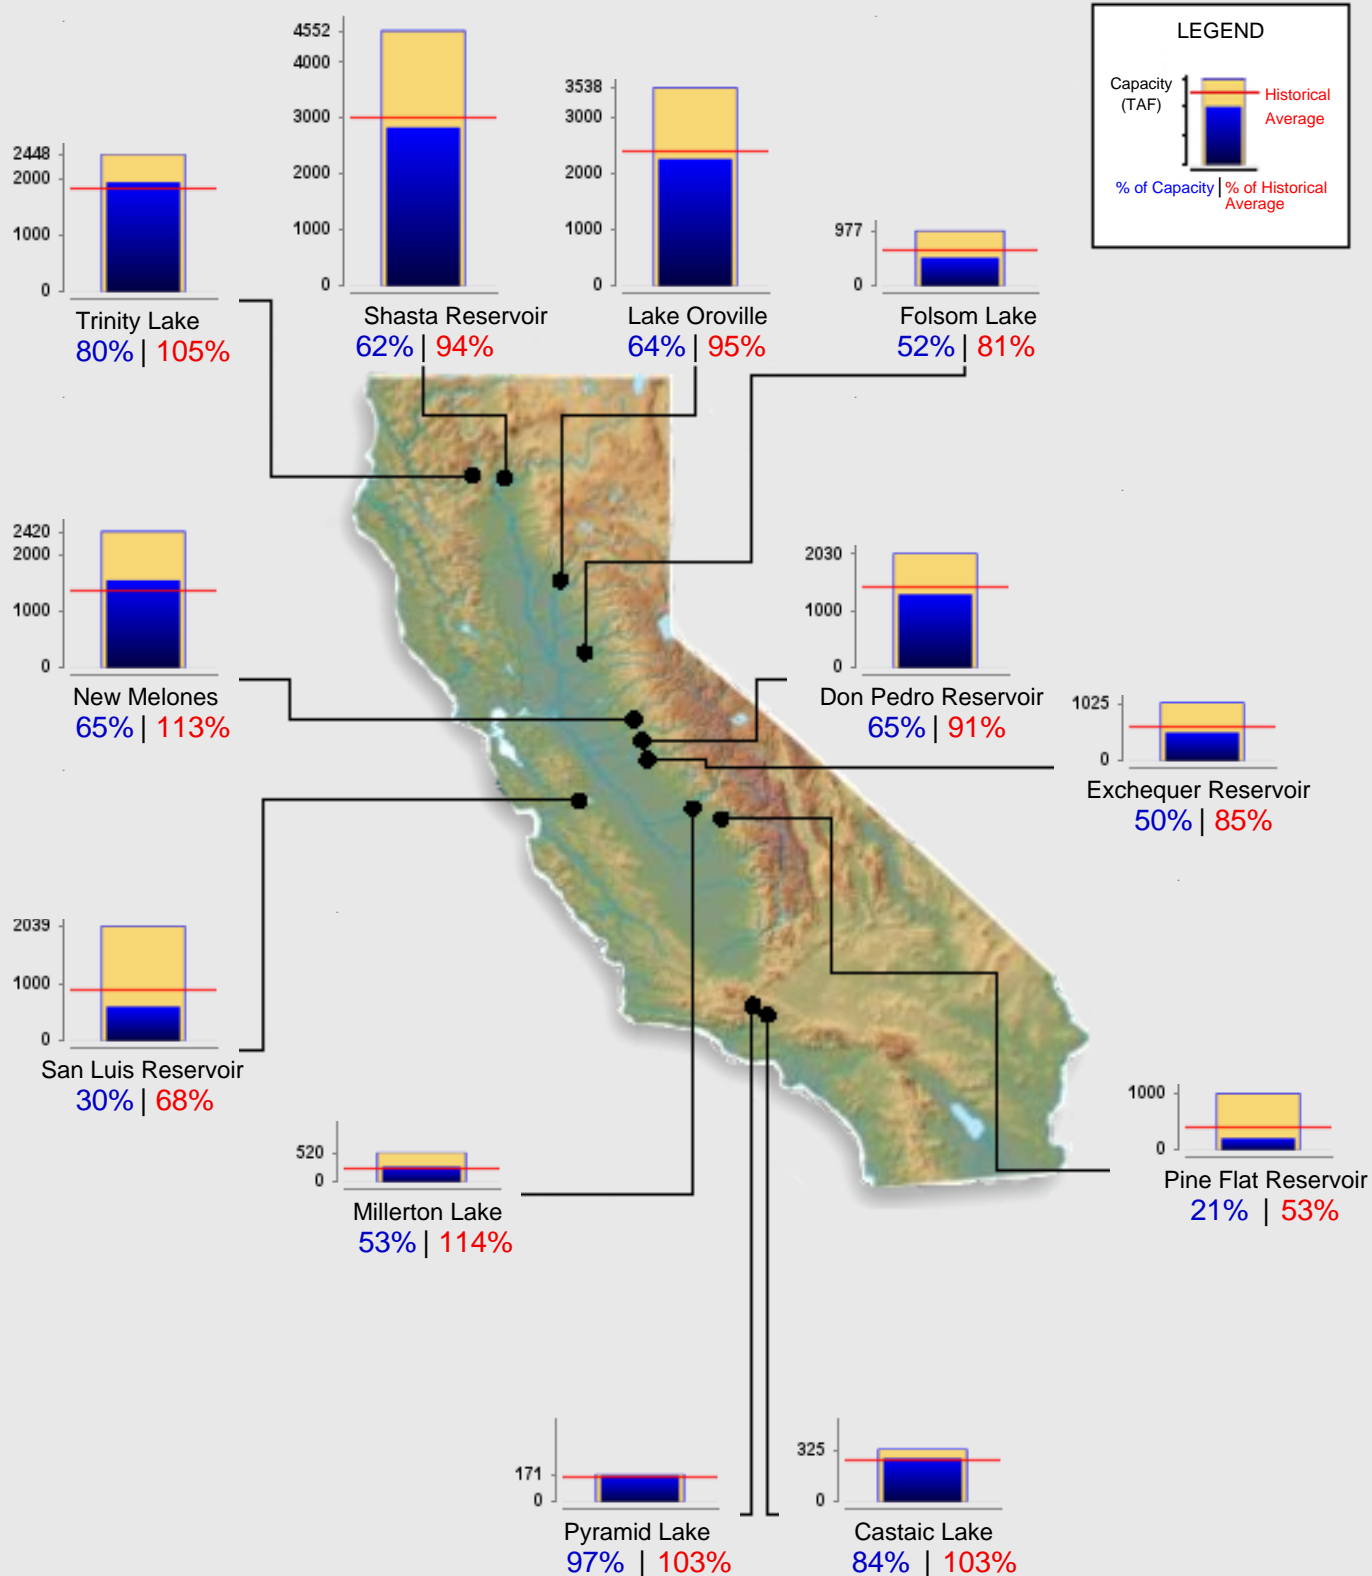 LEGEND
Capacity
(TAF)
Historical
Average
% of Capacity | % of Historical
Average
2448
2000
1000
0
Trinity Lake
80% | 105%
4552
4000
3000
2000
1000
0
Shasta Reservoir
62% | 94%
3538
3000
2000
1000
0
Lake Oroville
64% | 95%
977
0
Folsom Lake
52% | 81%
2420
2000
1000
0
New Melones
65% | 113%
2030
1000
0
Don Pedro Reservoir
65% | 91%
1025
0
Exchequer Reservoir
50% | 85%
2039
1000
0
San Luis Reservoir
30% | 68%
520
0
Millerton Lake
53% | 114%
1000
0
Pine Flat Reservoir
21% | 53%
171
0
Pyramid Lake
97% | 103%
325
0
Castaic Lake
84% | 103%